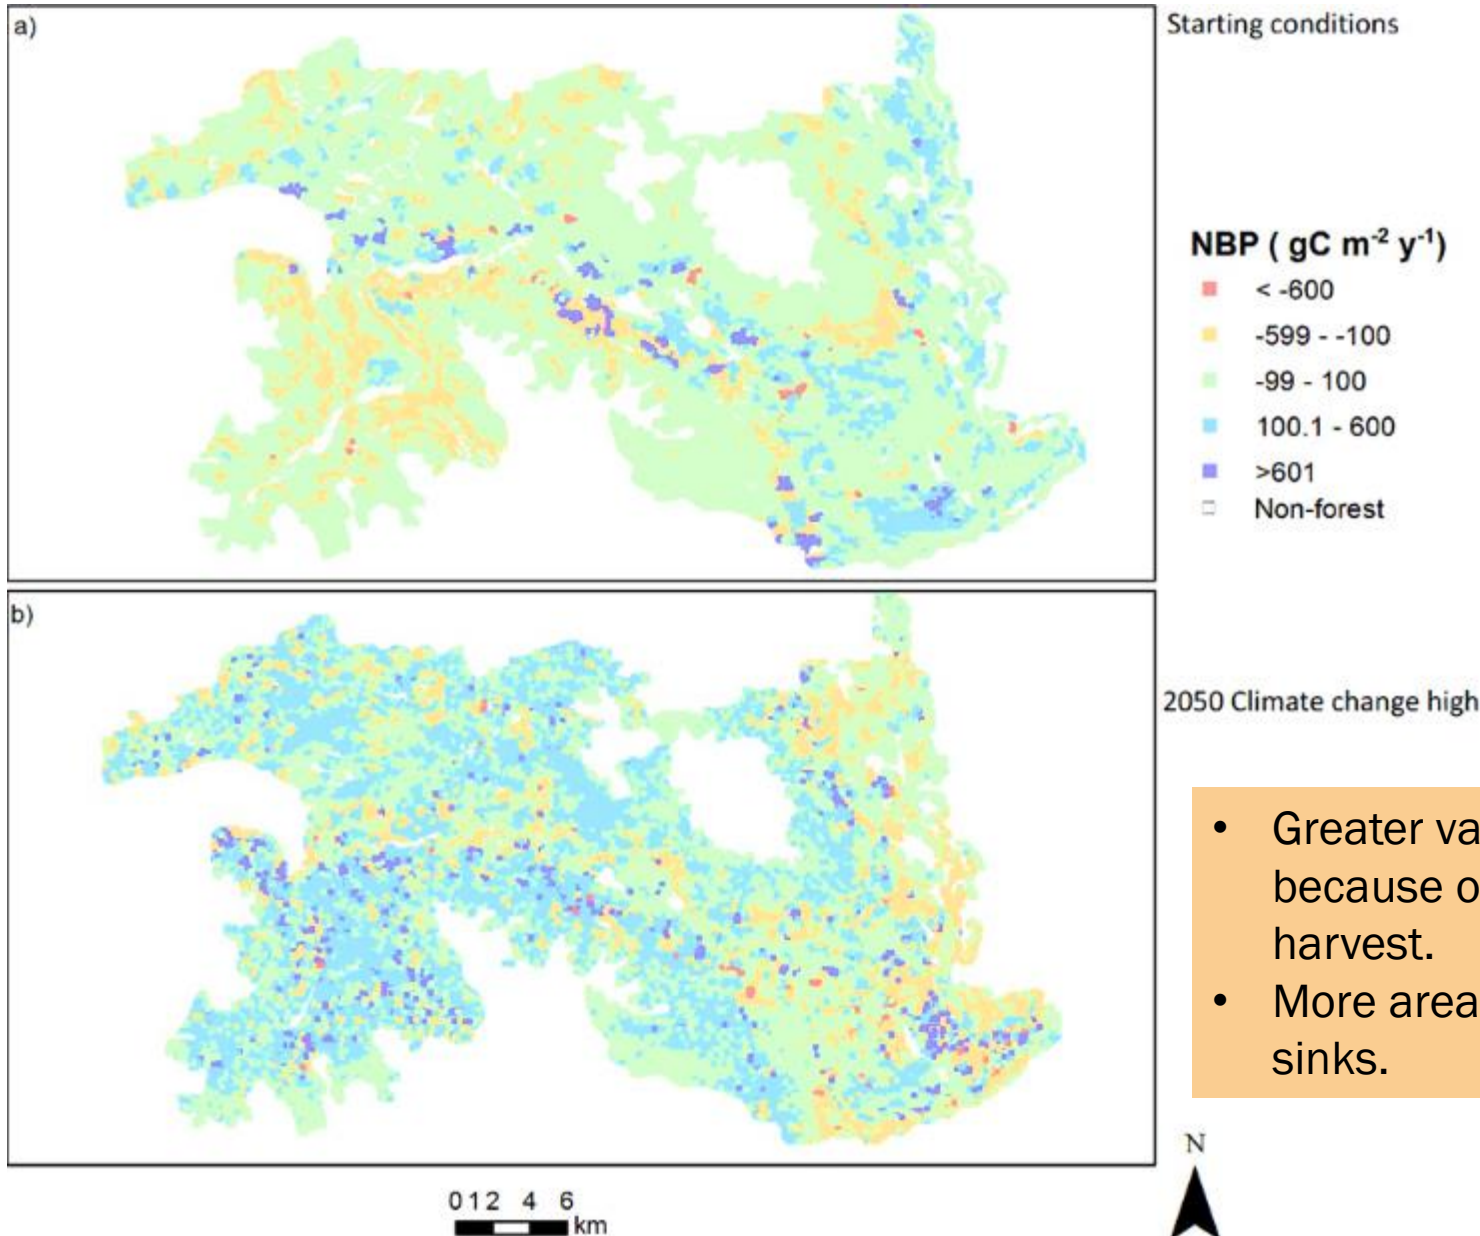 a)
Starting conditions
NBP ( gC m⁻² y⁻¹)
< -600
-599 - -100
-99 - 100
100.1 - 600
>601
Non-forest
b)
2050 Climate change high
• Greater va
because o
harvest.
• More area
sinks.
N
0 1 2 4 6
km